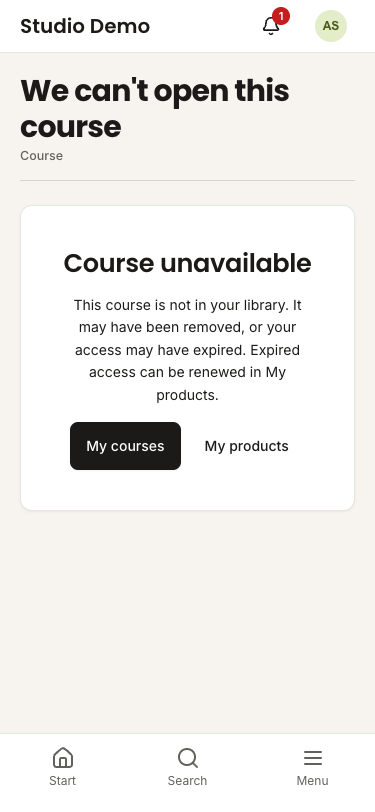 Studio Demo
1
AS
We can't open this
course
Course
Course unavailable
This course is not in your library. It
may have been removed, or your
access may have expired. Expired
access can be renewed in My
products.
My courses
My products
Start
Search
Menu